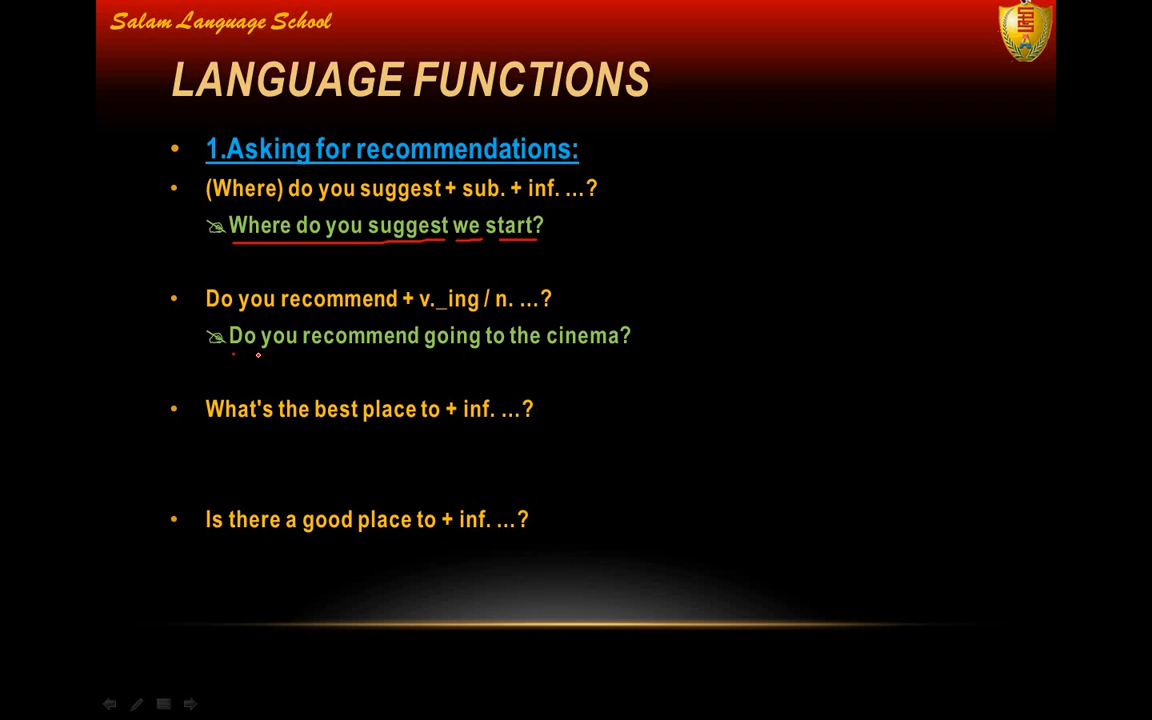 Salam Language School
LANGUAGE FUNCTIONS
1.Asking for recommendations:
(Where) do you suggest + sub. + inf. ...?
Where do you suggest we start?
Do you recommend + v._ing / n. ...?
Do you recommend going to the cinema?
What's the best place to + inf. ...?
Is there a good place to + inf. ...?